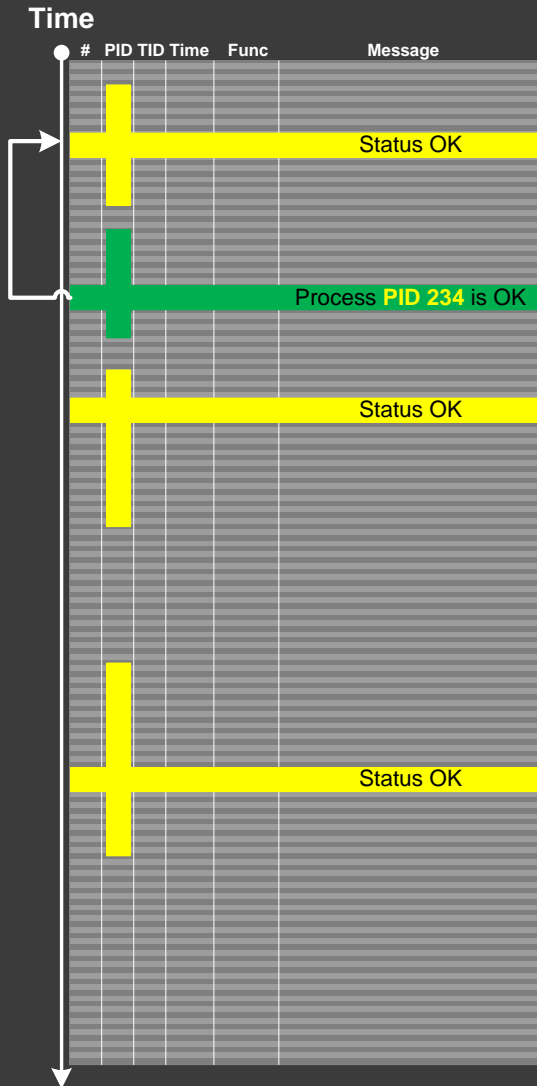 Time
# PID TID Time Func Message
Status OK
Process PID 234 is OK
Status OK
Status OK